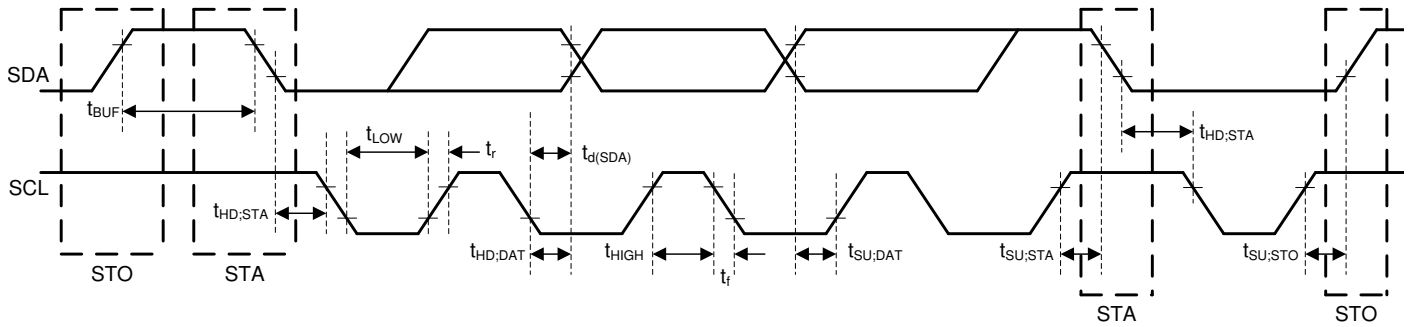 SDA
t_BUF
t_LOW
t_r
t_d(SDA)
t_HD;STA
SCL
t_HD;STA
t_HD;DAT
t_HIGH
t_f
t_SU;DAT
t_SU;STA
t_SU;STO
STO
STA
STA
STO